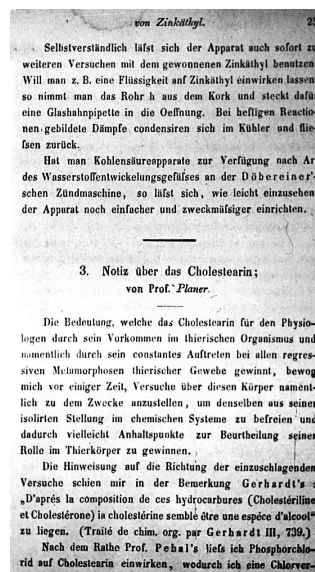 von Zinkäthyl.
Selbstverständlich läfst sich der Apparat auch sofort zu
weiteren Versuchen mit dem gewonnenen Zinkäthyl benutzen
Will man z. B. eine Flüssigkeit auf Zinkäthyl einwirken lassen
so nimmt man das Rohr h aus dem Kork und steckt dafü
eine Glashahnpipette in die Oeffnung. Bei heftigen Reactio-
nen gebildete Dämpfe condensiren sich im Kühler und flie-
fsen zurück.
Hat man Kohlensäureapparate zur Verfügung nach Ar
des Wasserstoffentwickelungsgefäfses an der Döbereiner'-
schen Zündmaschine, so läfst sich, wie leicht einzusehen
der Apparat noch einfacher und zweckmäfsiger einrichten.
3. Notiz über das Cholestearin;
von Prof. Planer.
Die Bedeutung, welche das Cholestearin für den Physio-
logen durch sein Vorkommen im thierischen Organismus und
namentlich durch sein constantes Auftreten bei allen regres-
siven Metamorphosen thierischer Gewebe gewinnt, bewog
mich vor einiger Zeit, Versuche über diesen Körper nament-
lich zu dem Zwecke anzustellen, um denselben aus seiner
isolirten Stellung im chemischen Systeme zu befreien und
dadurch vielleicht Anhaltspunkte zur Beurtheilung seiner
Rolle im Thierkörper zu gewinnen.
Die Hinweisung auf die Richtung der einzuschlagenden
Versuche schien mir in der Bemerkung Gerhardt's :
„D'après la composition de ces hydrocarbures (Cholestériline
et Cholestérone) la cholestérine semble être une espéce d'alcool"
zu liegen. (Traité de chim. org. par Gerhardt III, 739.)
Nach dem Rathe Prof. Pebal's liefs ich Phosphorchlo-
rid auf Cholestearin einwirken, wodurch ich eine Chlorver-